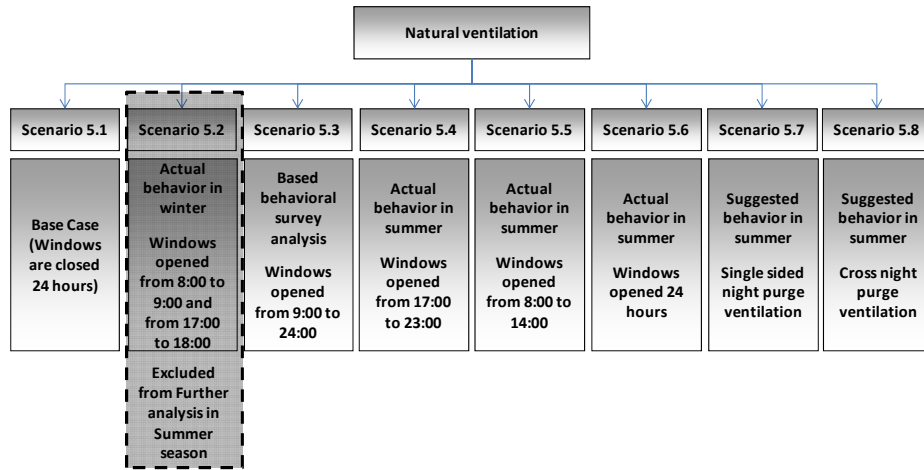 Natural ventilation
Scenario 5.1
Base Case
(Windows
are closed
24 hours)
Scenario 5.2
Actual
behavior in
winter
Windows
opened
from 8:00 to
9:00 and
from 17:00
to 18:00
Excluded
from Further
analysis in
Summer
season
Scenario 5.3
Based
behavioral
survey
analysis
Windows
opened
from 9:00 to
24:00
Scenario 5.4
Actual
behavior in
summer
Windows
opened
from 17:00
to 23:00
Scenario 5.5
Actual
behavior in
summer
Windows
opened
from 8:00 to
14:00
Scenario 5.6
Actual
behavior in
summer
Windows
opened 24
hours
Scenario 5.7
Suggested
behavior in
summer
Single sided
night purge
ventilation
Scenario 5.8
Suggested
behavior in
summer
Cross night
purge
ventilation